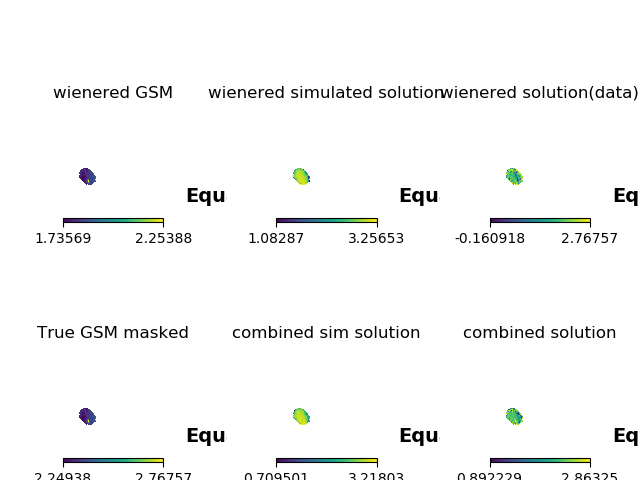 wienered GSM
wienered simulated solution
wienered solution(data)
Equ
Equ
Eq
1.73569 2.25388
1.08287 3.25653
-0.160918 2.76757
True GSM masked
combined sim solution
combined solution
Equ
Equ
Eq
2.24938 2.76757
0.709501 3.21803
0.892229 2.86325